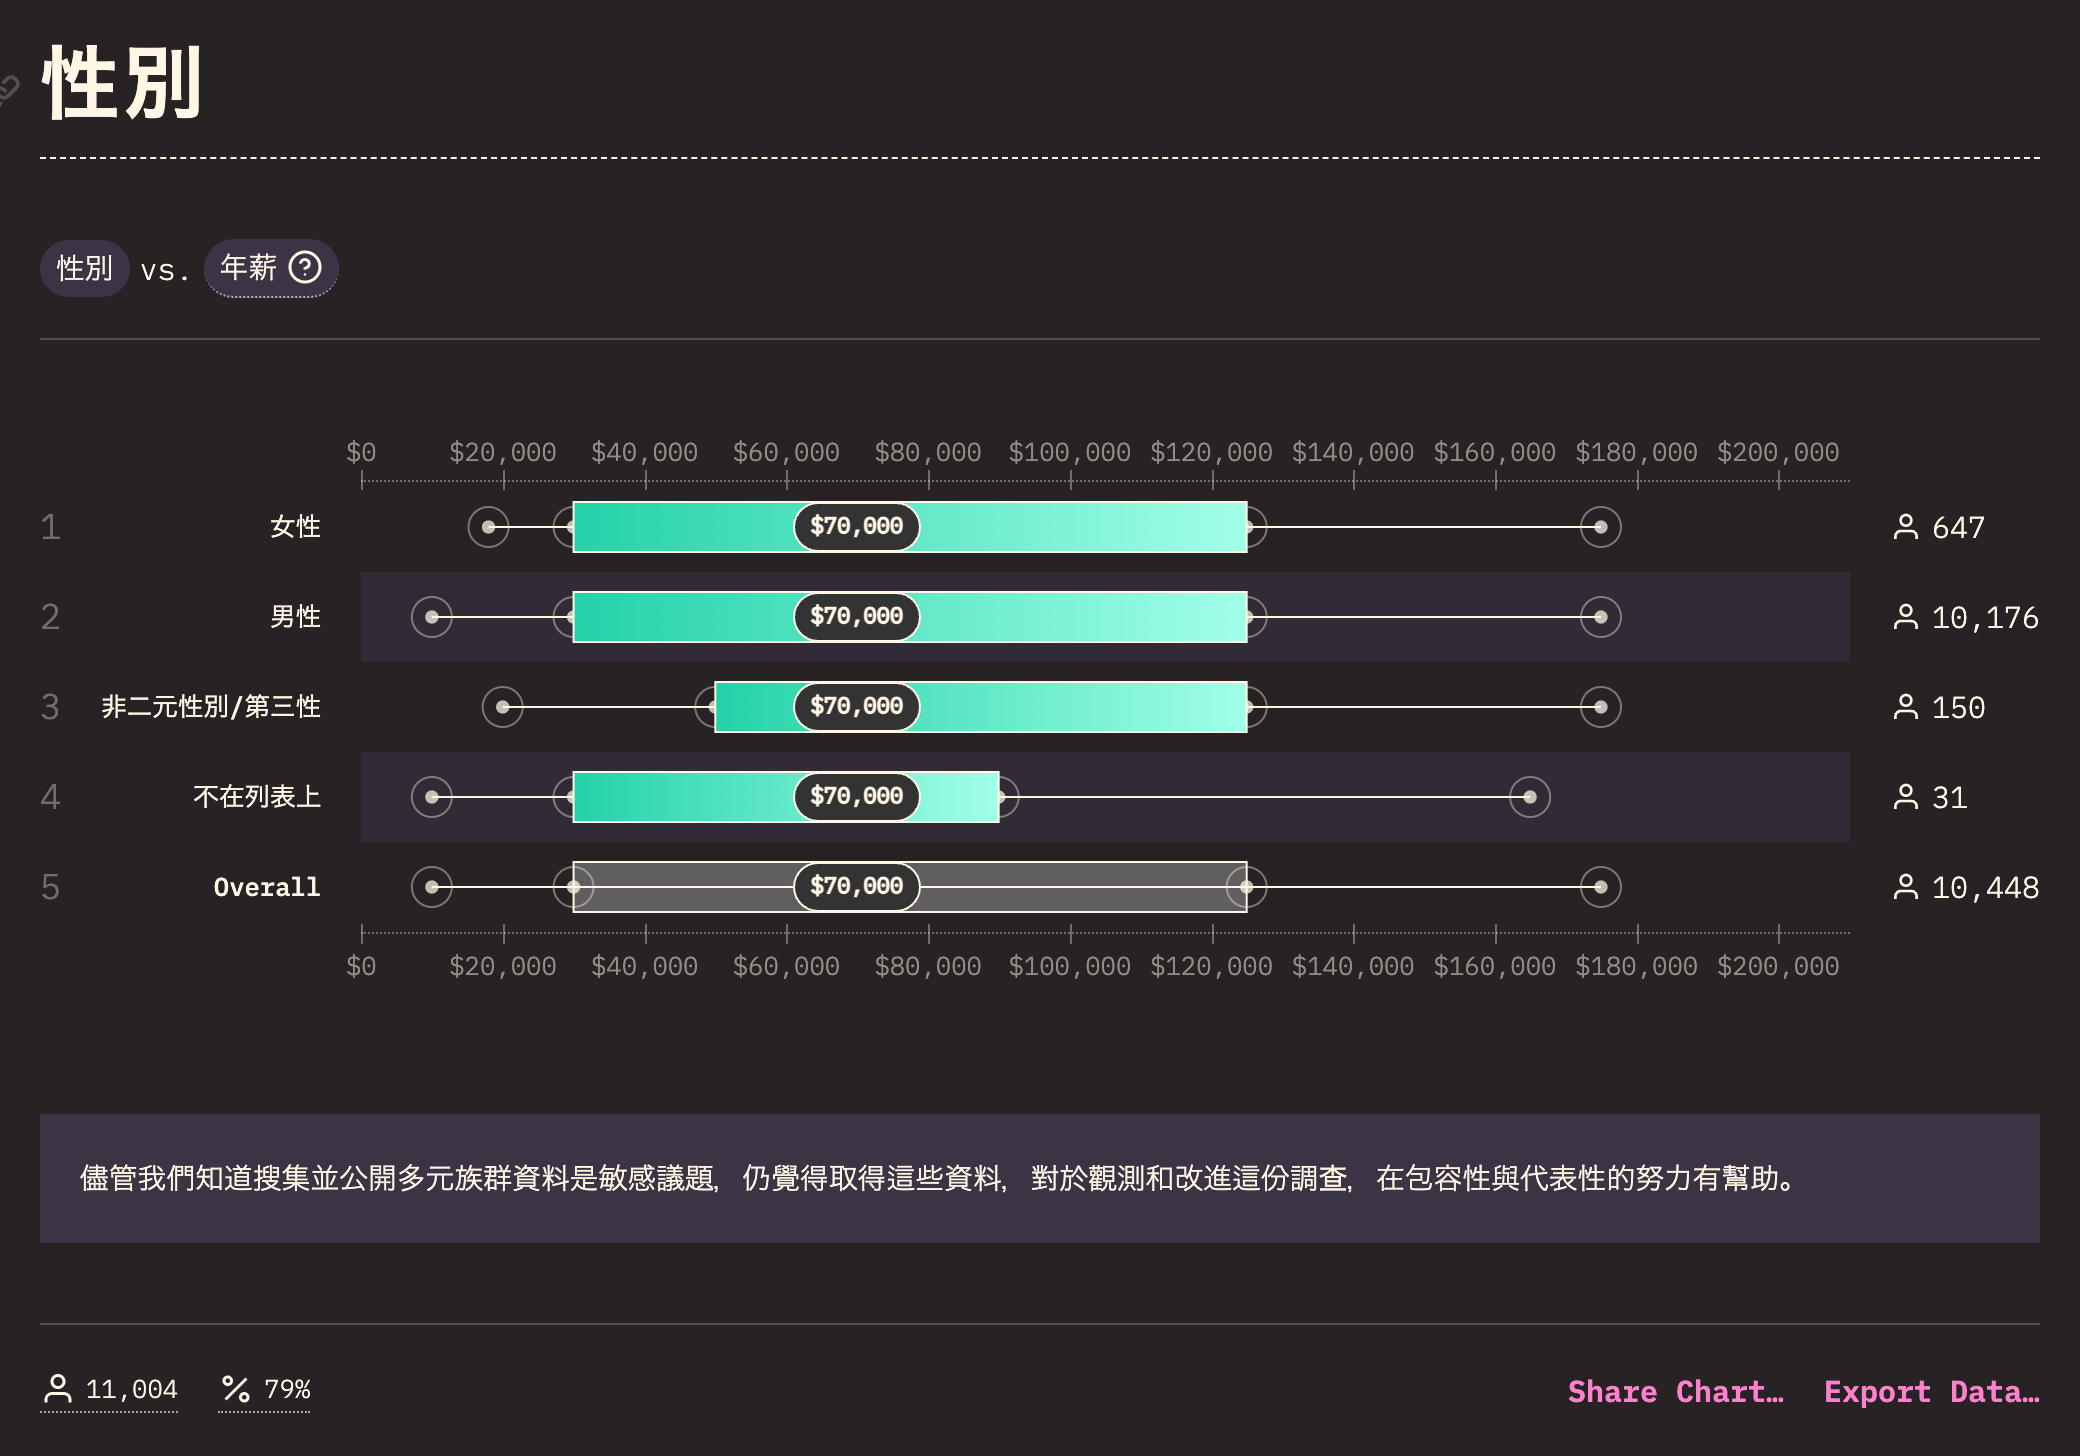 性別
性別 vs. 年薪
$0 $20,000 $40,000 $60,000 $80,000 $100,000 $120,000 $140,000 $160,000 $180,000 $200,000
1 女性 $70,000 647
2 男性 $70,000 10,176
3 非二元性別/第三性 $70,000 150
4 不在列表上 $70,000 31
5 Overall $70,000 10,448
$0 $20,000 $40,000 $60,000 $80,000 $100,000 $120,000 $140,000 $160,000 $180,000 $200,000
儘管我們知道搜集並公開多元族群資料是敏感議題，仍覺得取得這些資料，對於觀測和改進這份調查，在包容性與代表性的努力有幫助。
11,004 79% Share Chart… Export Data…